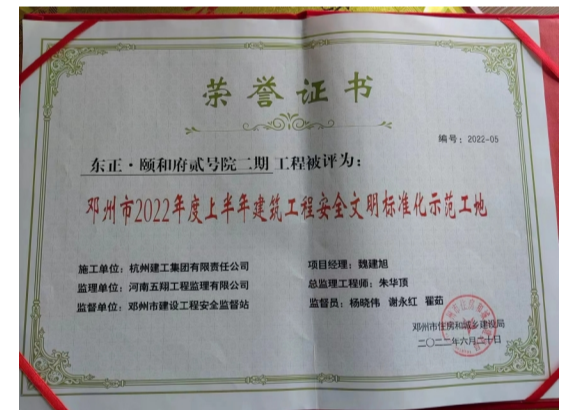 荣誉证书
编号：2022-05
东正·颐和府贰号院二期工程被评为：
邓州市2022年度上半年建筑工程安全文明标准化示范工地
施工单位：杭州建工集团有限责任公司
项目经理：魏建旭
监理单位：河南五翔工程监理有限公司
总监理工程师：朱华顶
监督单位：邓州市建设工程安全监督站
监督员：杨晓伟 谢永红 翟茹
邓州市住房和城乡建设局
二〇二二年六月二十日